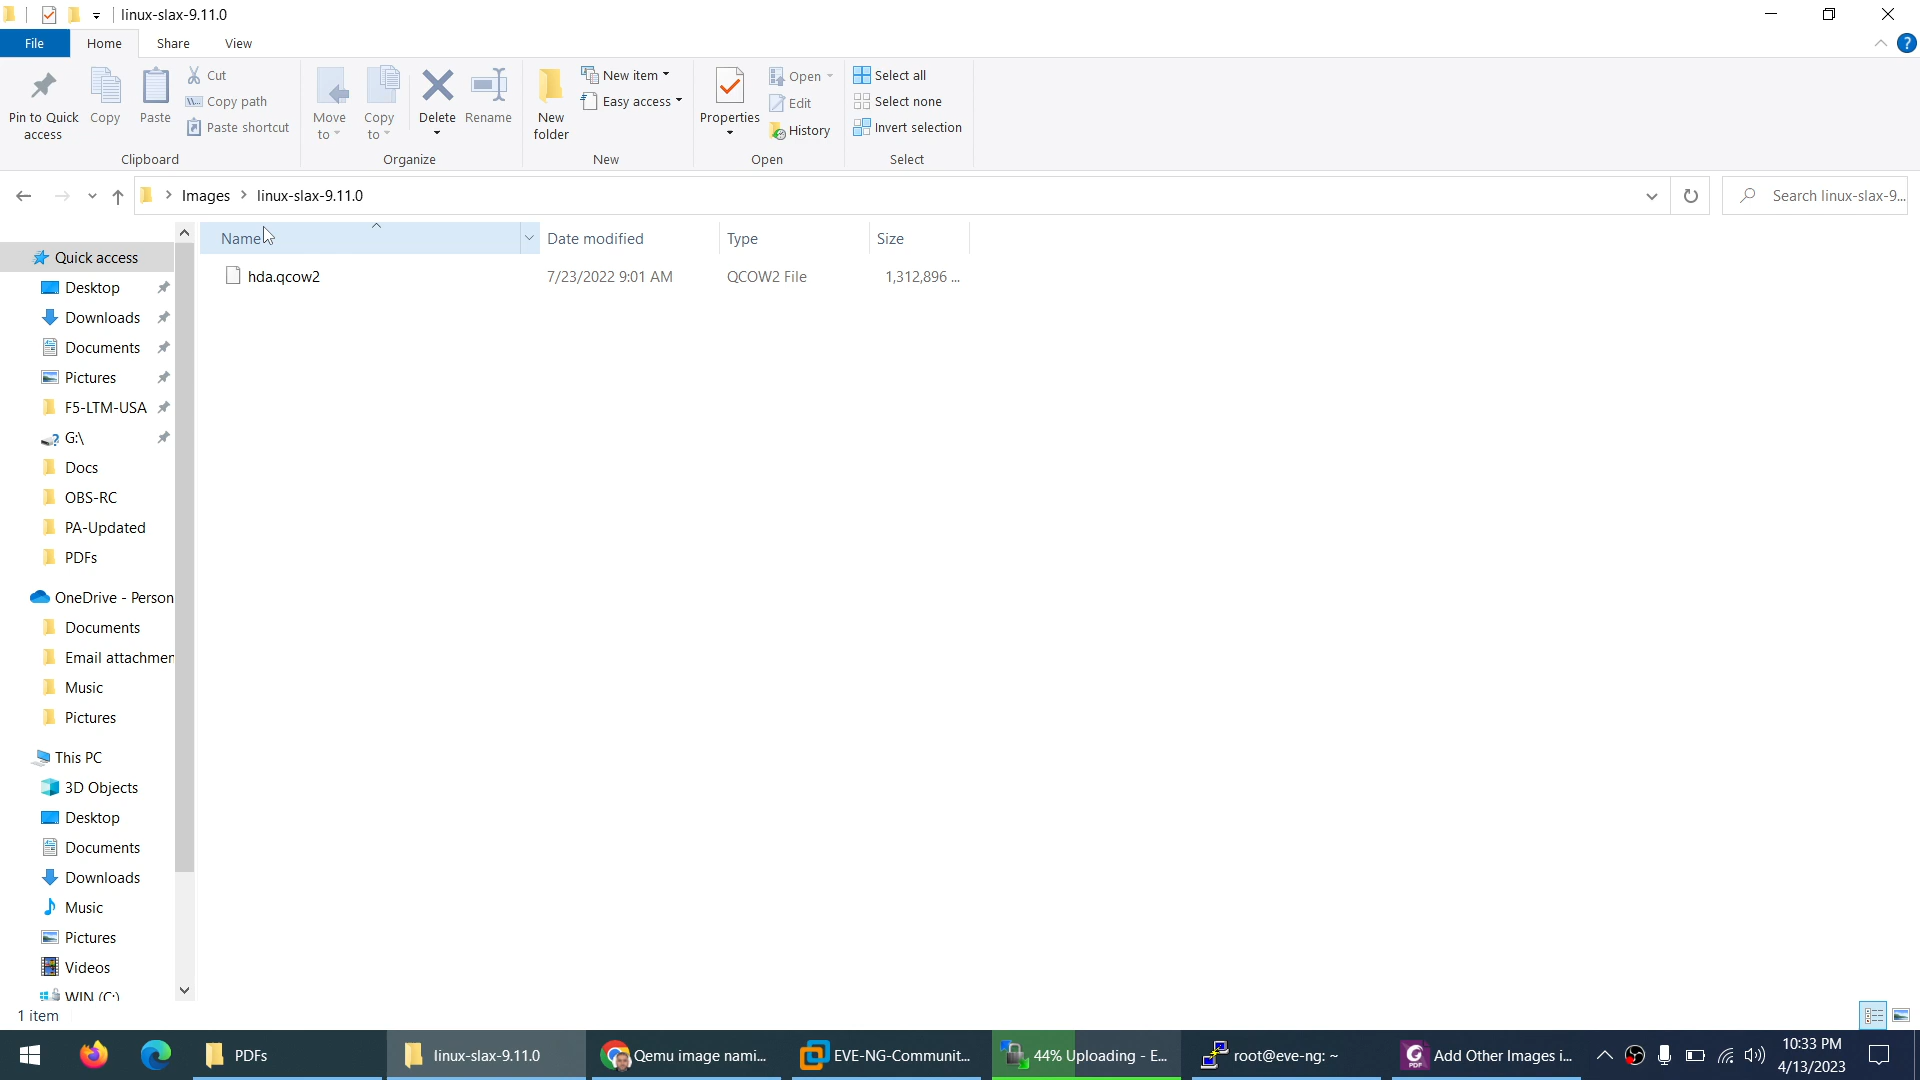 linux-slax-9.11.0
File Home Share View
Pin to Quick access
Copy
Paste
Cut
Copy path
Paste shortcut
Clipboard
Move to
Copy to
Delete
Rename
Organize
New folder
New item
Easy access
New
Properties
Open
Edit
History
Open
Select all
Select none
Invert selection
Select
Images > linux-slax-9.11.0
Search linux-slax-9...
Name Date modified Type Size
hda.qcow2 7/23/2022 9:01 AM QCOW2 File 1,312,896 ...
Quick access
Desktop
Downloads
Documents
Pictures
F5-LTM-USA
G:\
Docs
OBS-RC
PA-Updated
PDFs
OneDrive - Person
Documents
Email attachmen
Music
Pictures
This PC
3D Objects
Desktop
Documents
Downloads
Music
Pictures
Videos
WIN (C:)
1 item
PDFs
linux-slax-9.11.0
Qemu image nami...
EVE-NG-Communit...
44% Uploading - E...
root@eve-ng: ~
Add Other Images i...
10:33 PM
4/13/2023